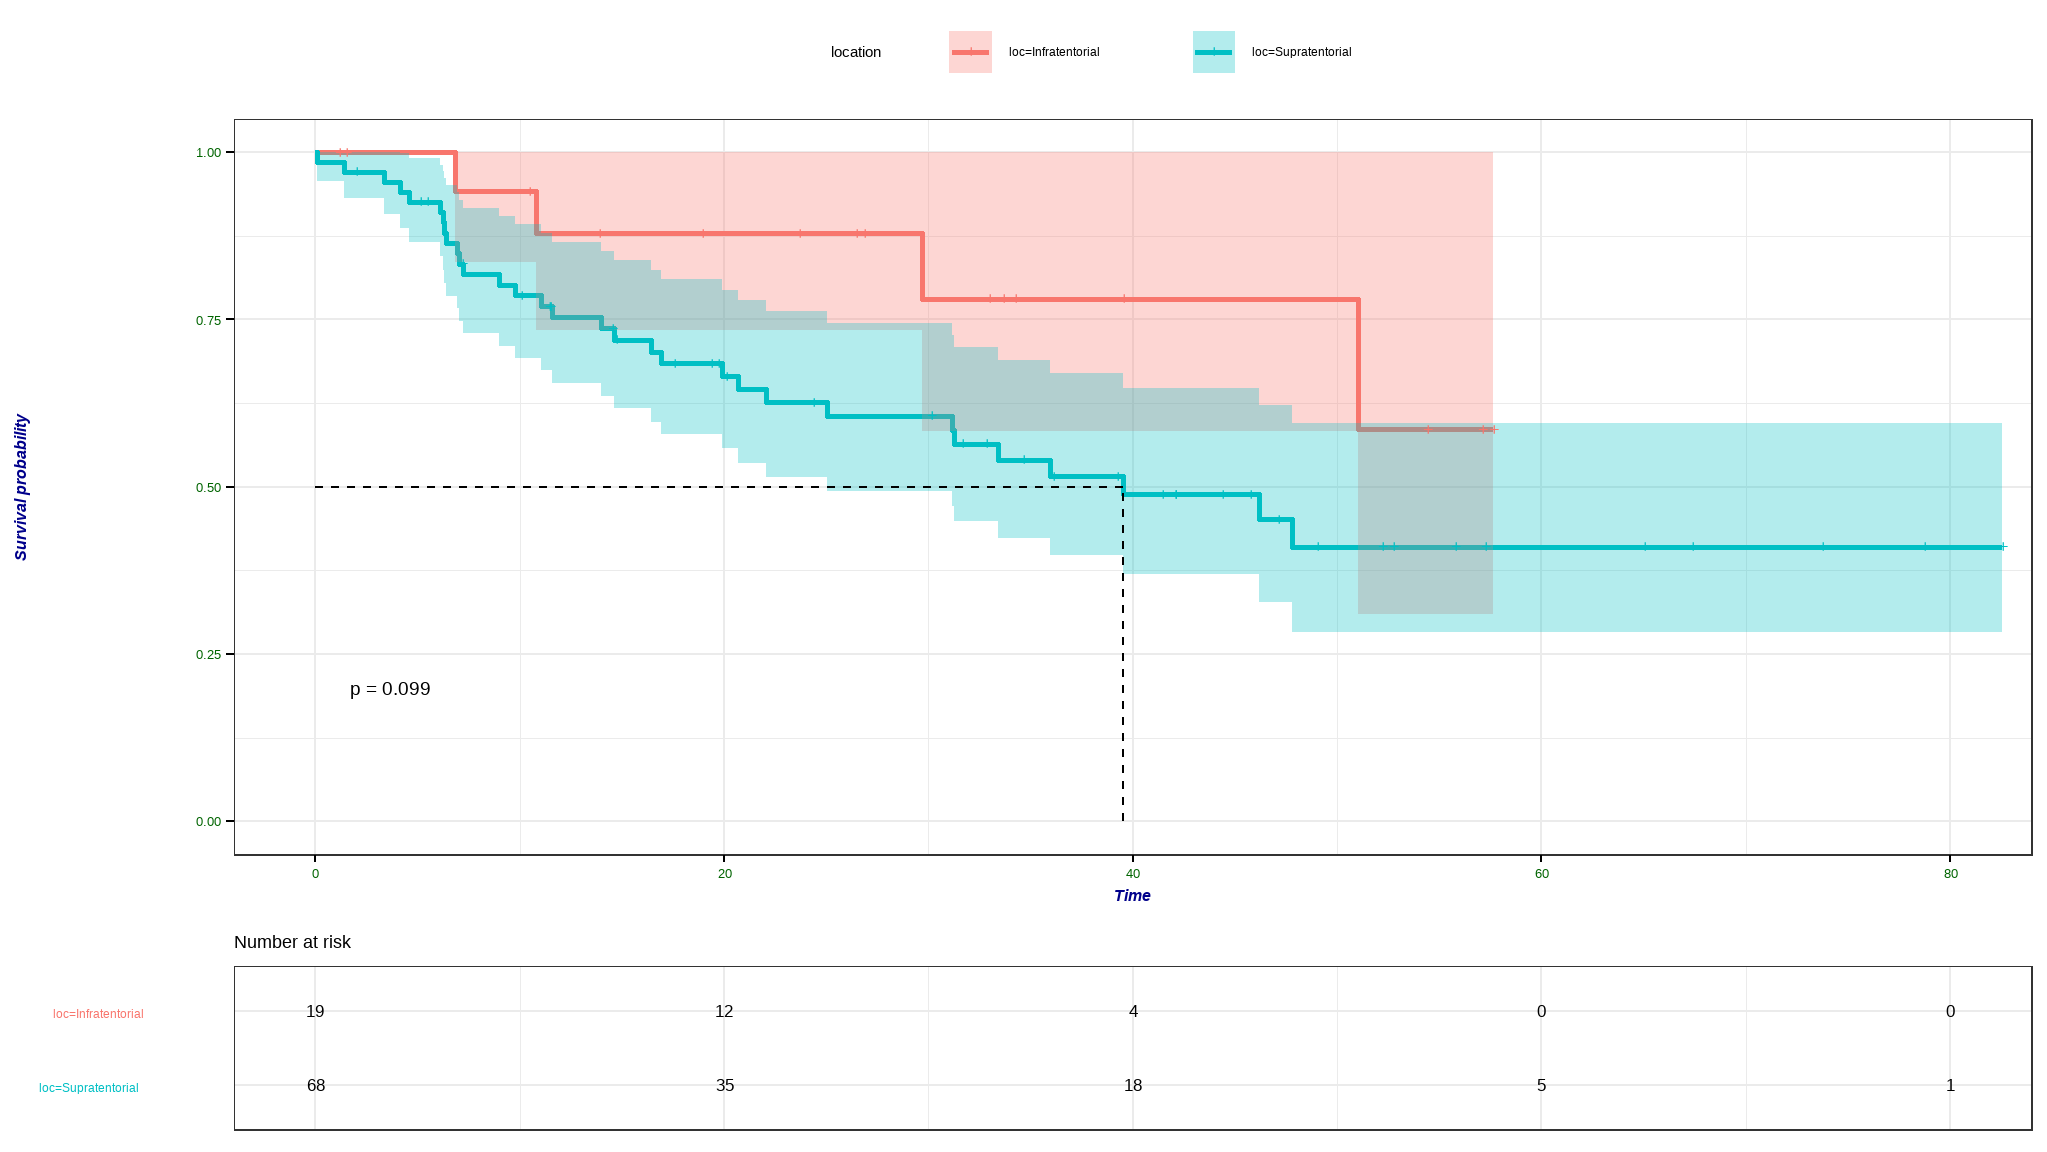 location loc=Infratentorial loc=Supratentorial
1.00
0.75
0.50
0.25
0.00
Survival probability
p = 0.099
0 20 40 60 80
Time
Number at risk
loc=Infratentorial 19 12 4 0 0
loc=Supratentorial 68 35 18 5 1